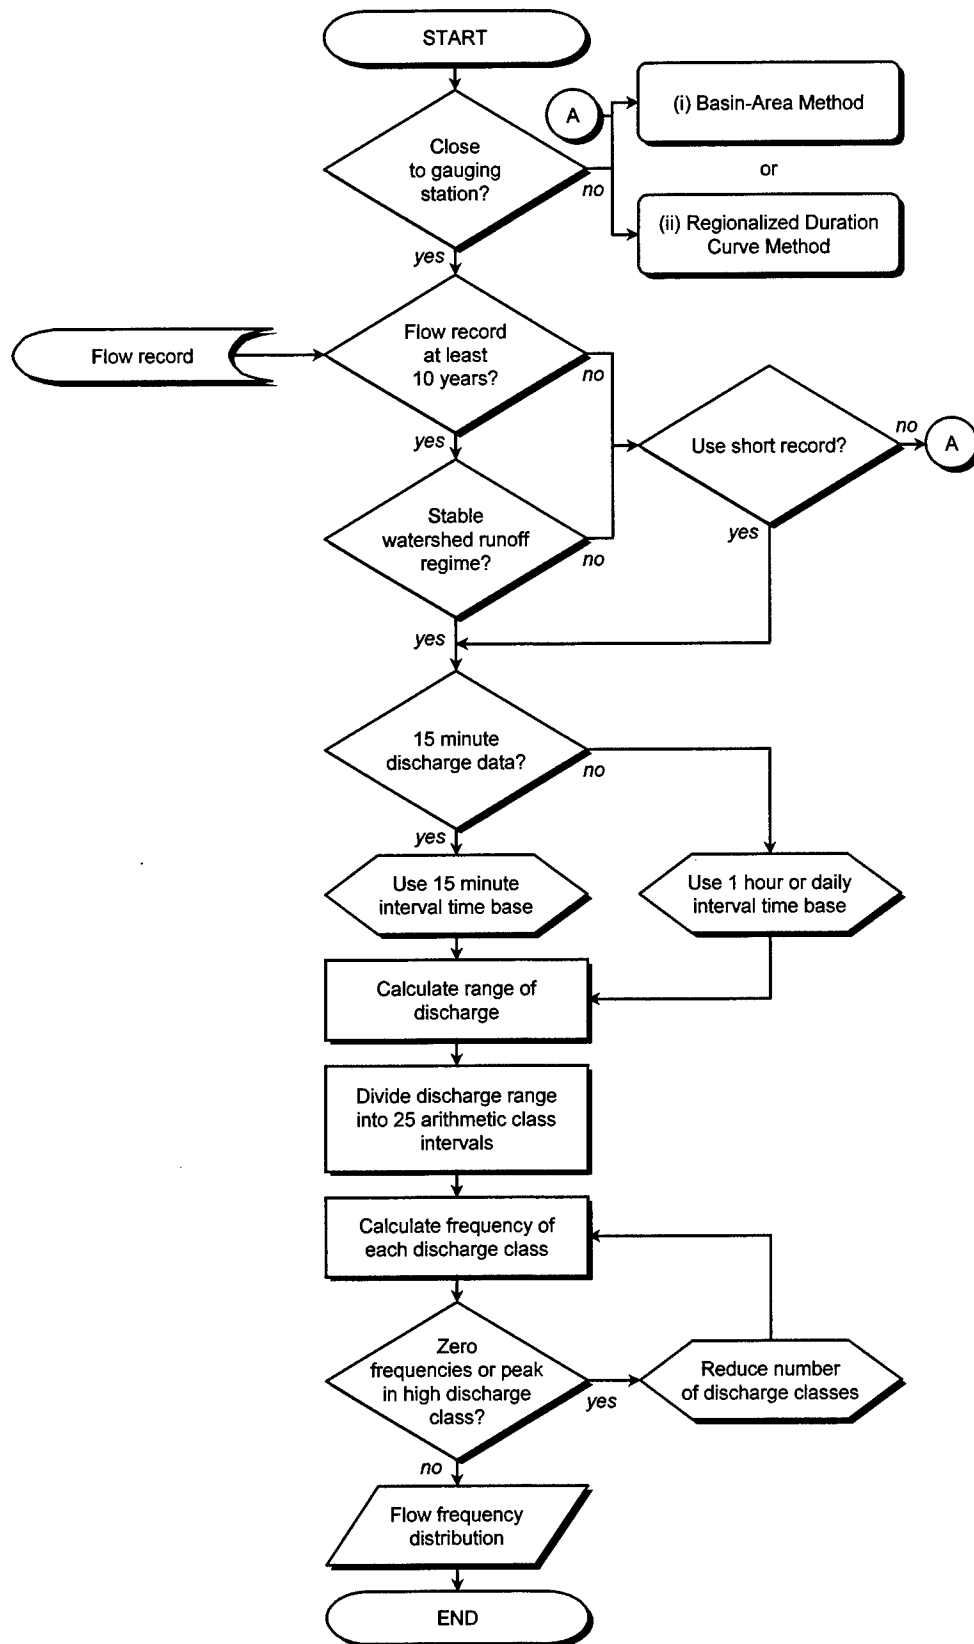 START
Close
to gauging
station?
no
yes
A
(i) Basin-Area Method
or
(ii) Regionalized Duration
Curve Method
Flow record
Flow record
at least
10 years?
no
yes
Use short record?
no
A
yes
Stable
watershed runoff
regime?
no
yes
15 minute
discharge data?
no
yes
Use 15 minute
interval time base
Use 1 hour or daily
interval time base
Calculate range of
discharge
Divide discharge range
into 25 arithmetic class
intervals
Calculate frequency of
each discharge class
Zero
frequencies or peak
in high discharge
class?
yes
Reduce number
of discharge classes
no
Flow frequency
distribution
END